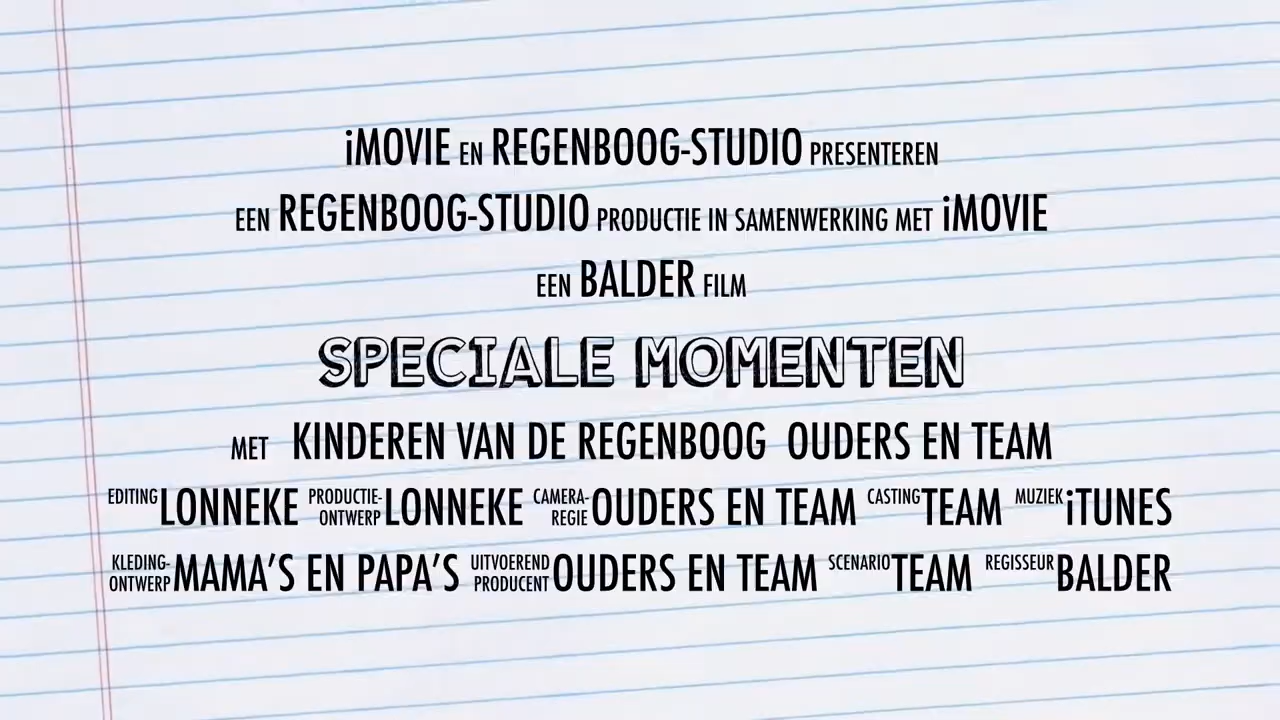 iMOVIE EN REGENBOOG-STUDIO PRESENTEREN
EEN REGENBOOG-STUDIO PRODUCTIE IN SAMENWERKING MET iMOVIE
EEN BALDER FILM
SPECIALE MOMENTEN
MET KINDEREN VAN DE REGENBOOG OUDERS EN TEAM
EDITING LONNEKE PRODUCTIE-ONTWERP LONNEKE CAMERA-REGIE OUDERS EN TEAM CASTING TEAM MUZIEK iTUNES
KLEDING-ONTWERP MAMA'S EN PAPA'S UITVOEREND PRODUCENT OUDERS EN TEAM SCENARIO TEAM REGISSEUR BALDER